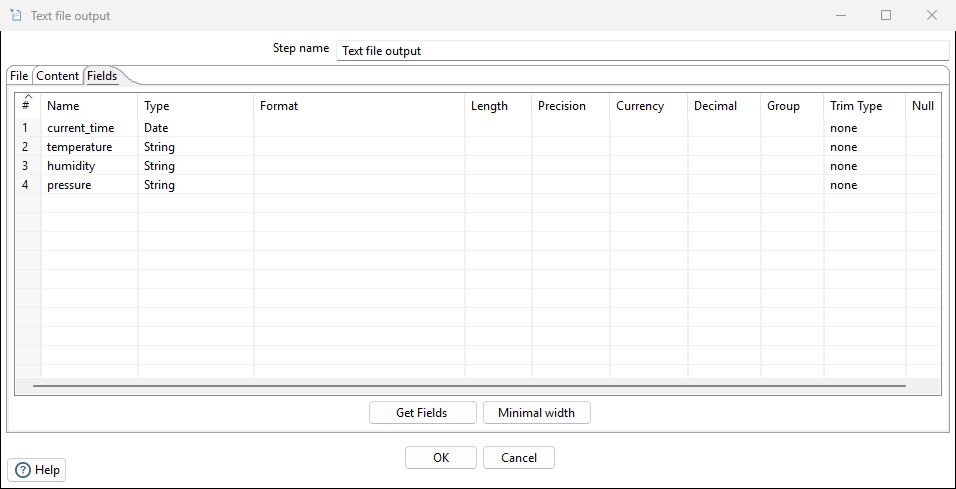 Text file output
Step name Text file output
File Content Fields
# Name Type Format Length Precision Currency Decimal Group Trim Type Null
1 current_time Date none
2 temperature String none
3 humidity String none
4 pressure String none
Get Fields Minimal width
OK Cancel
? Help